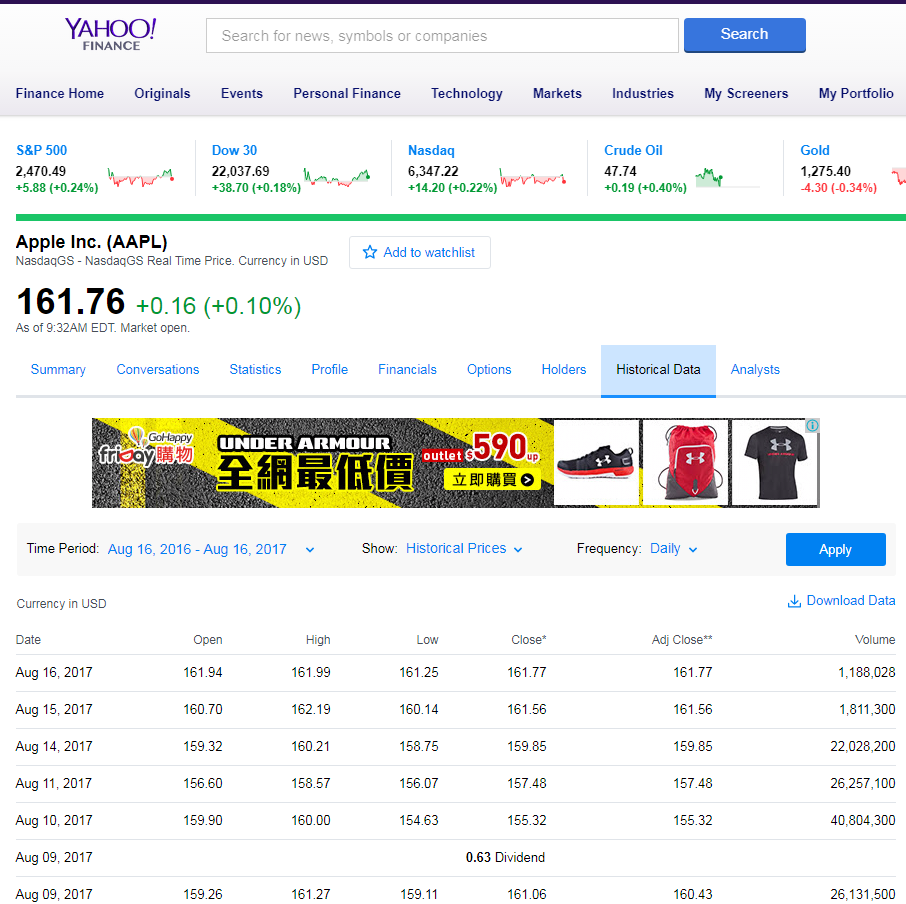 YAHOO!
FINANCE
Search for news, symbols or companies
Search
Finance Home Originals Events Personal Finance Technology Markets Industries My Screeners My Portfolio
S&P 500 Dow 30 Nasdaq Crude Oil Gold
2,470.49 22,037.69 6,347.22 47.74 1,275.40
+5.88 (+0.24%) +38.70 (+0.18%) +14.20 (+0.22%) +0.19 (+0.40%) -4.30 (-0.34%)
Apple Inc. (AAPL)
NasdaqGS - NasdaqGS Real Time Price. Currency in USD
Add to watchlist
161.76 +0.16 (+0.10%)
As of 9:32AM EDT. Market open.
Summary Conversations Statistics Profile Financials Options Holders Historical Data Analysts
GoHappy
friday購物
UNDER ARMOUR
全網最低價
outlet $590up
立即購買
Time Period: Aug 16, 2016 - Aug 16, 2017 Show: Historical Prices Frequency: Daily Apply
Currency in USD Download Data
Date Open High Low Close* Adj Close** Volume
Aug 16, 2017 161.94 161.99 161.25 161.77 161.77 1,188,028
Aug 15, 2017 160.70 162.19 160.14 161.56 161.56 1,811,300
Aug 14, 2017 159.32 160.21 158.75 159.85 159.85 22,028,200
Aug 11, 2017 156.60 158.57 156.07 157.48 157.48 26,257,100
Aug 10, 2017 159.90 160.00 154.63 155.32 155.32 40,804,300
Aug 09, 2017 0.63 Dividend
Aug 09, 2017 159.26 161.27 159.11 161.06 160.43 26,131,500